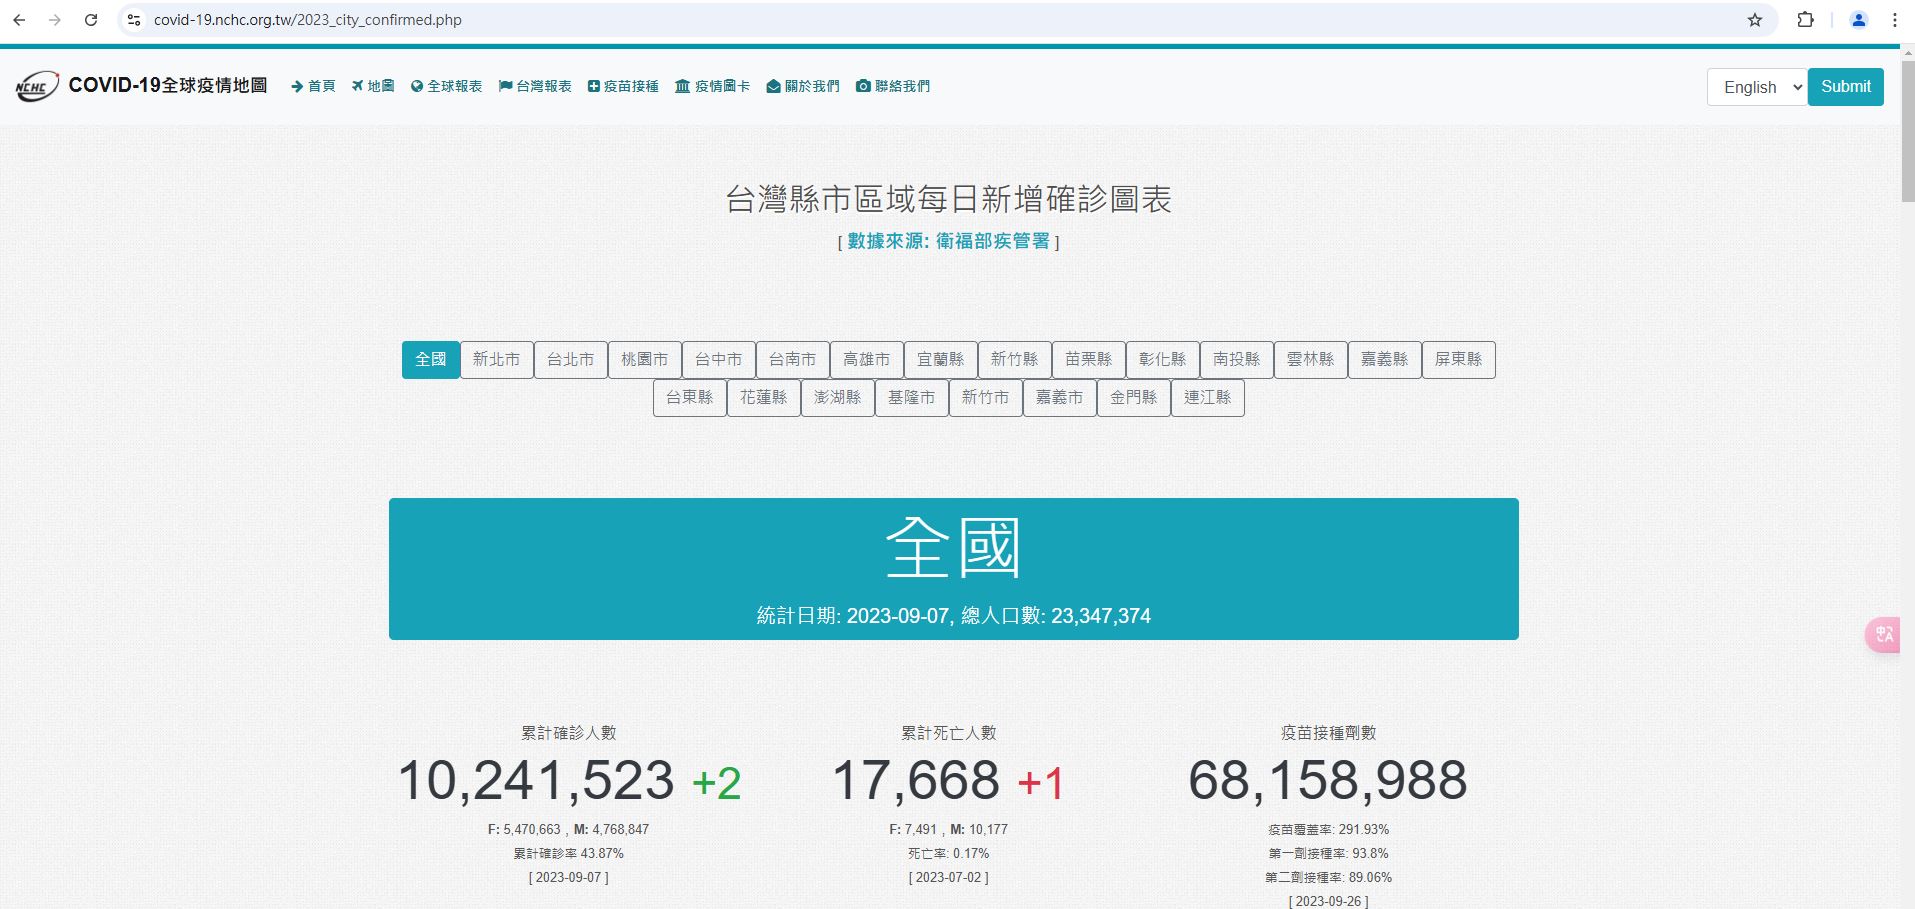 covid-19.nchc.org.tw/2023_city_confirmed.php
NCHC COVID-19全球疫情地圖 首頁 地圖 全球報表 台灣報表 疫苗接種 疫情圖卡 關於我們 聯絡我們 English Submit
台灣縣市區域每日新增確診圖表
[ 數據來源: 衛福部疾管署 ]
全國 新北市 台北市 桃園市 台中市 台南市 高雄市 宜蘭縣 新竹縣 苗栗縣 彰化縣 南投縣 雲林縣 嘉義縣 屏東縣
台東縣 花蓮縣 澎湖縣 基隆市 新竹市 嘉義市 金門縣 連江縣
全國
統計日期: 2023-09-07, 總人口數: 23,347,374
中A
累計確診人數
10,241,523 +2
F: 5,470,663 , M: 4,768,847
累計確診率 43.87%
[ 2023-09-07 ]
累計死亡人數
17,668 +1
F: 7,491 , M: 10,177
死亡率: 0.17%
[ 2023-07-02 ]
疫苗接種劑數
68,158,988
疫苗覆蓋率: 291.93%
第一劑接種率: 93.8%
第二劑接種率: 89.06%
[ 2023-09-26 ]